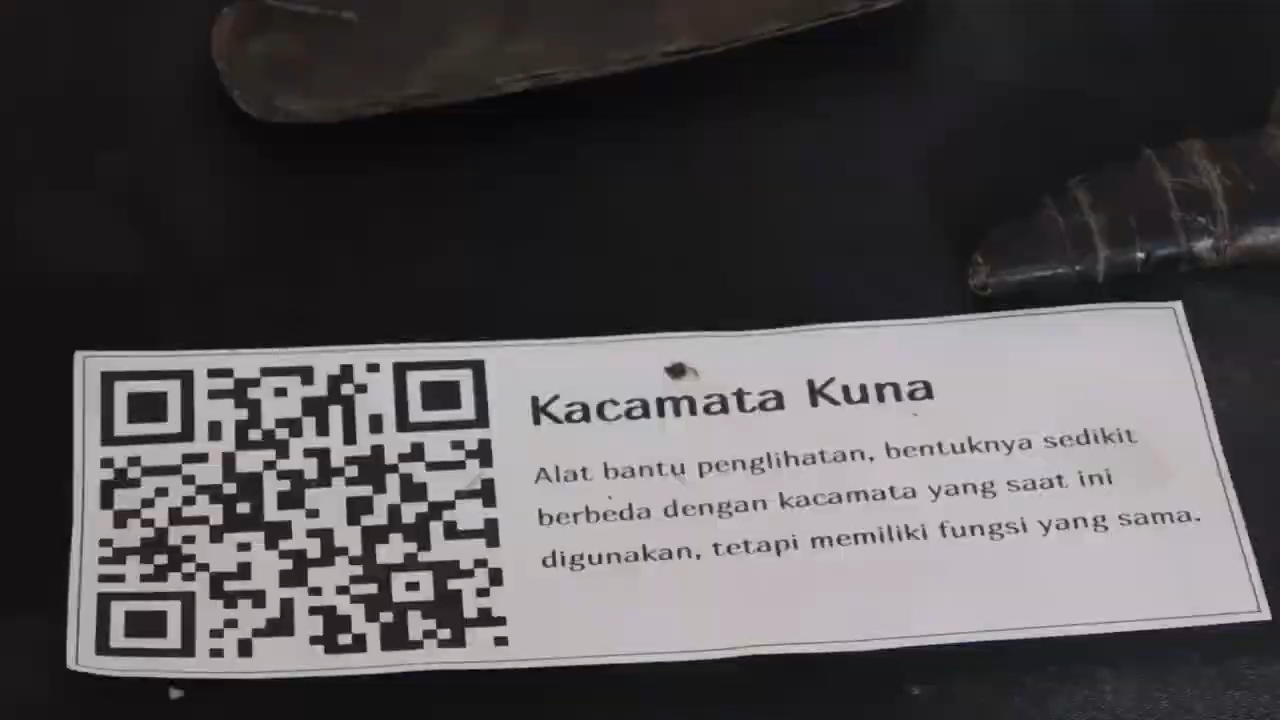 Kacamata Kuna
Alat bantu penglihatan, bentuknya sedikit
berbeda dengan kacamata yang saat ini
digunakan, tetapi memiliki fungsi yang sama.